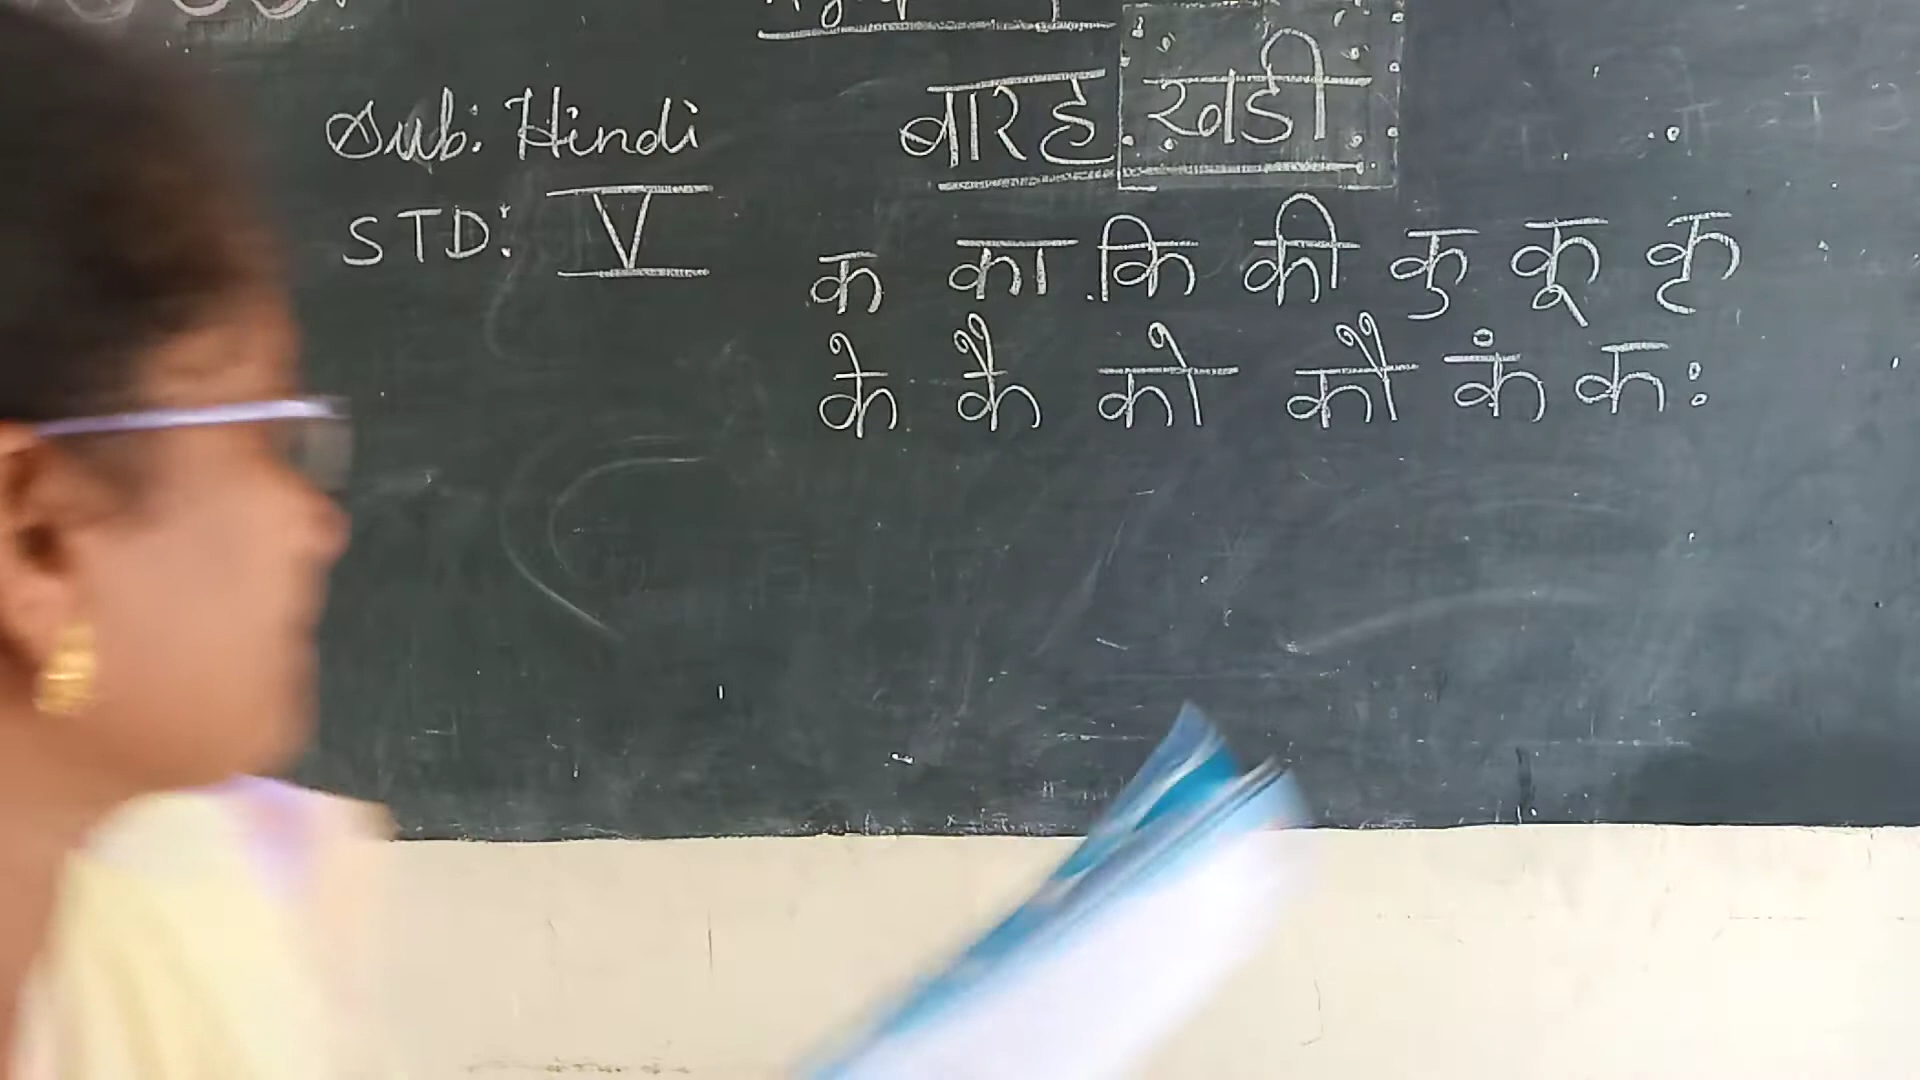 Sub: Hindi
बारह खडी
STD: V
क का कि की कु कू कृ
के कै को कौ कं कः